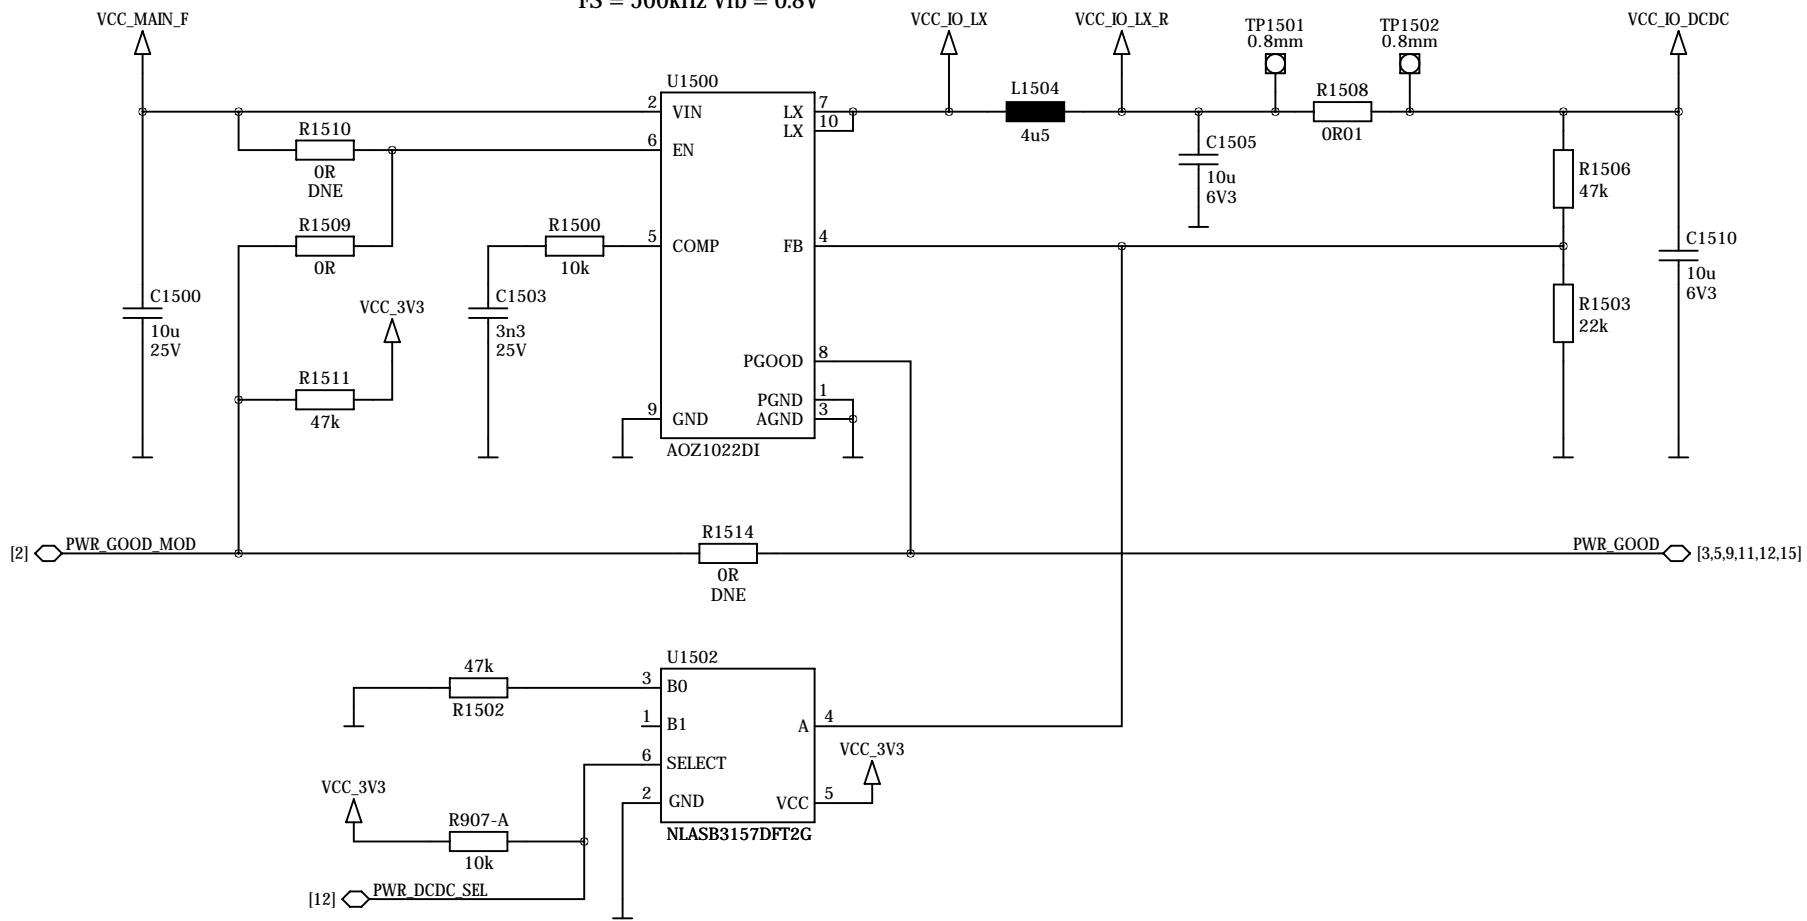 FS = 500kHz Vfb = 0.8V
VCC_MAIN_F
VCC_IO_LX
VCC_IO_LX_R
TP1501
0.8mm
TP1502
0.8mm
VCC_IO_DCDC
U1500
2 VIN
6 EN
5 COMP
9 GND
LX 7
LX 10
FB 4
PGOOD 8
PGND 1
AGND 3
AOZ1022DI
L1504
4u5
R1508
0R01
C1505
10u
6V3
R1506
47k
R1503
22k
C1510
10u
6V3
R1510
0R
DNE
R1509
0R
R1500
10k
C1500
10u
25V
VCC_3V3
C1503
3n3
25V
R1511
47k
[2] PWR_GOOD_MOD
R1514
0R
DNE
PWR_GOOD [3,5,9,11,12,15]
47k
R1502
U1502
3 B0
1 B1
6 SELECT
2 GND
A 4
VCC 5
VCC_3V3
NLASB3157DFT2G
VCC_3V3
R907-A
10k
[12] PWR_DCDC_SEL